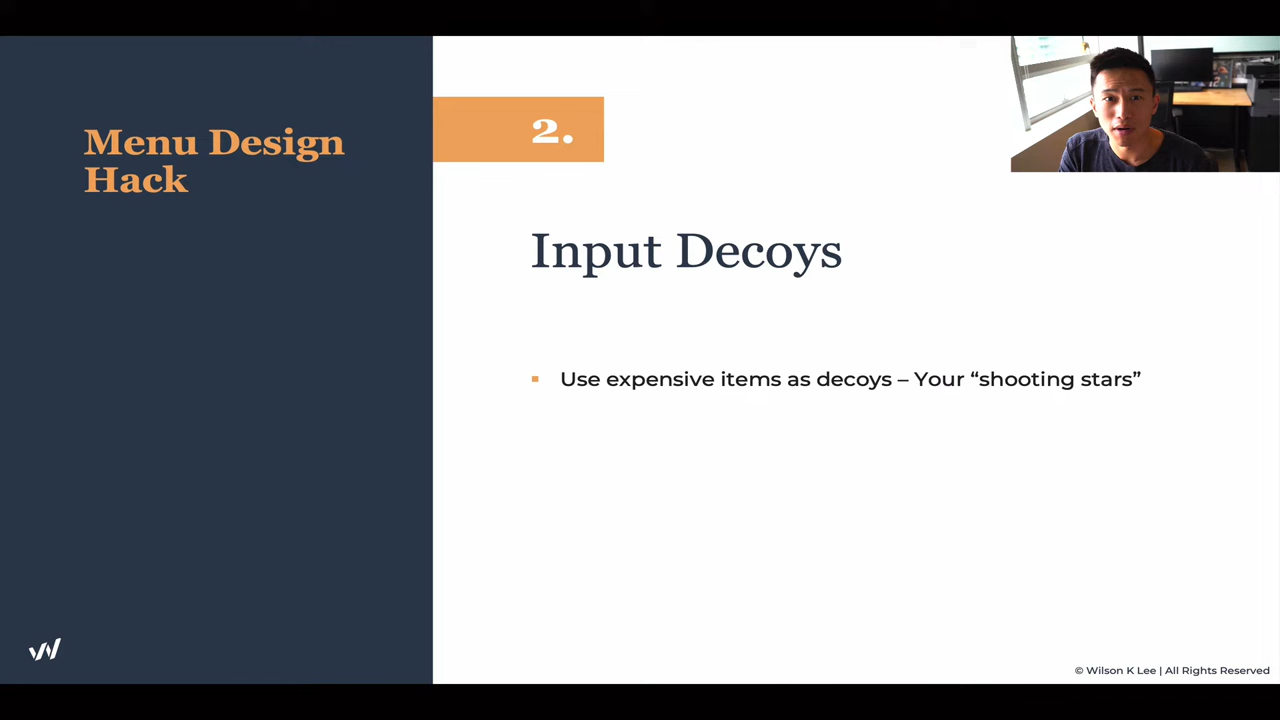 Menu Design
Hack
2.
Input Decoys
▪ Use expensive items as decoys – Your “shooting stars”
© Wilson K Lee | All Rights Reserved